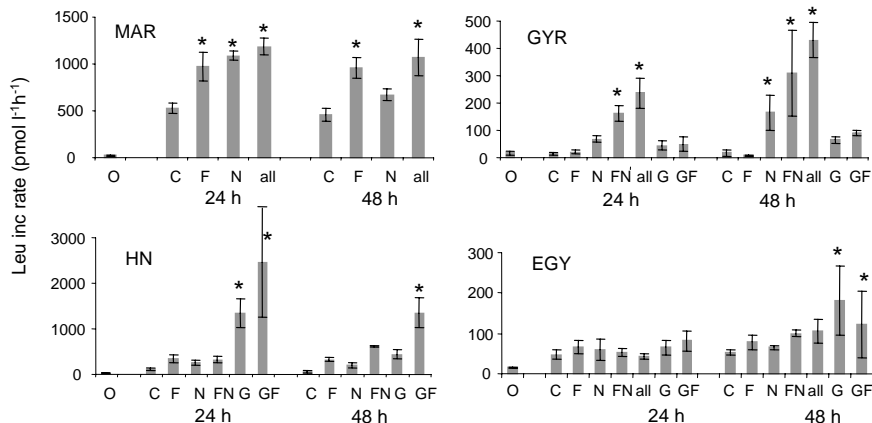 Leu inc rate (pmol l⁻¹h⁻¹)
MAR
1500
1000
500
0
* * * * *
O C F N all C F N all
24 h 48 h
GYR
500
400
300
200
100
0
* * * * *
O C F N FN all G GF C F N FN all G GF
24 h 48 h
HN
3000
2000
1000
0
* * *
O C F N FN G GF C F N FN G GF
24 h 48 h
EGY
300
200
100
0
* *
O C F N FN all G GF C F N FN all G GF
24 h 48 h